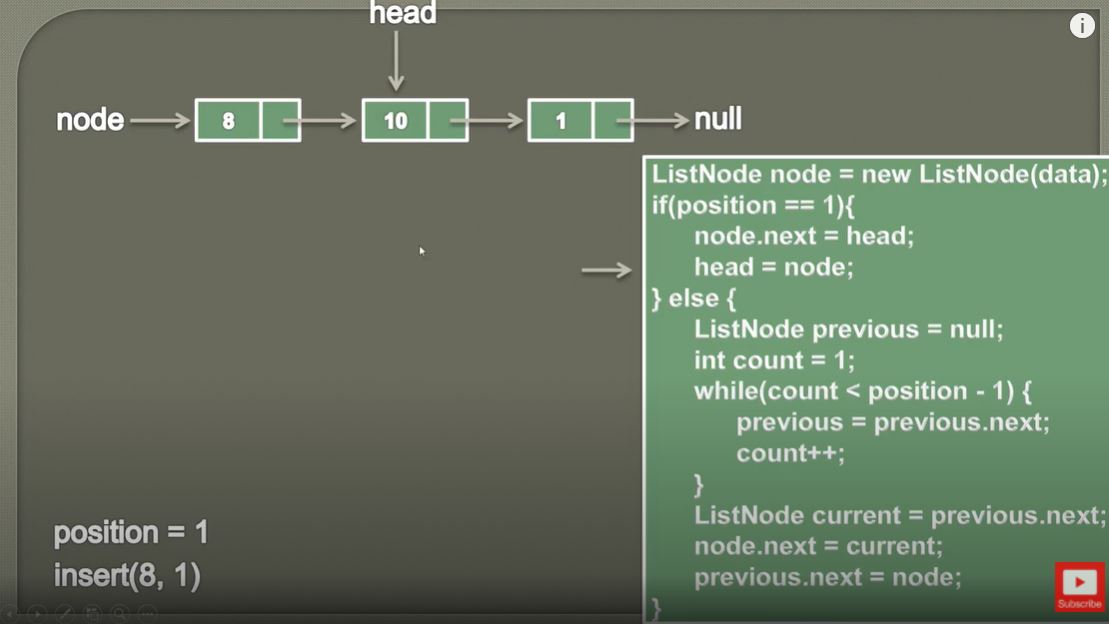 head
node
8
10
1
null
ListNode node = new ListNode(data);
if(position == 1){
node.next = head;
head = node;
} else {
ListNode previous = null;
int count = 1;
while(count < position - 1) {
previous = previous.next;
count++;
}
ListNode current = previous.next;
node.next = current;
previous.next = node;
}
position = 1
insert(8, 1)
i
Subscribe